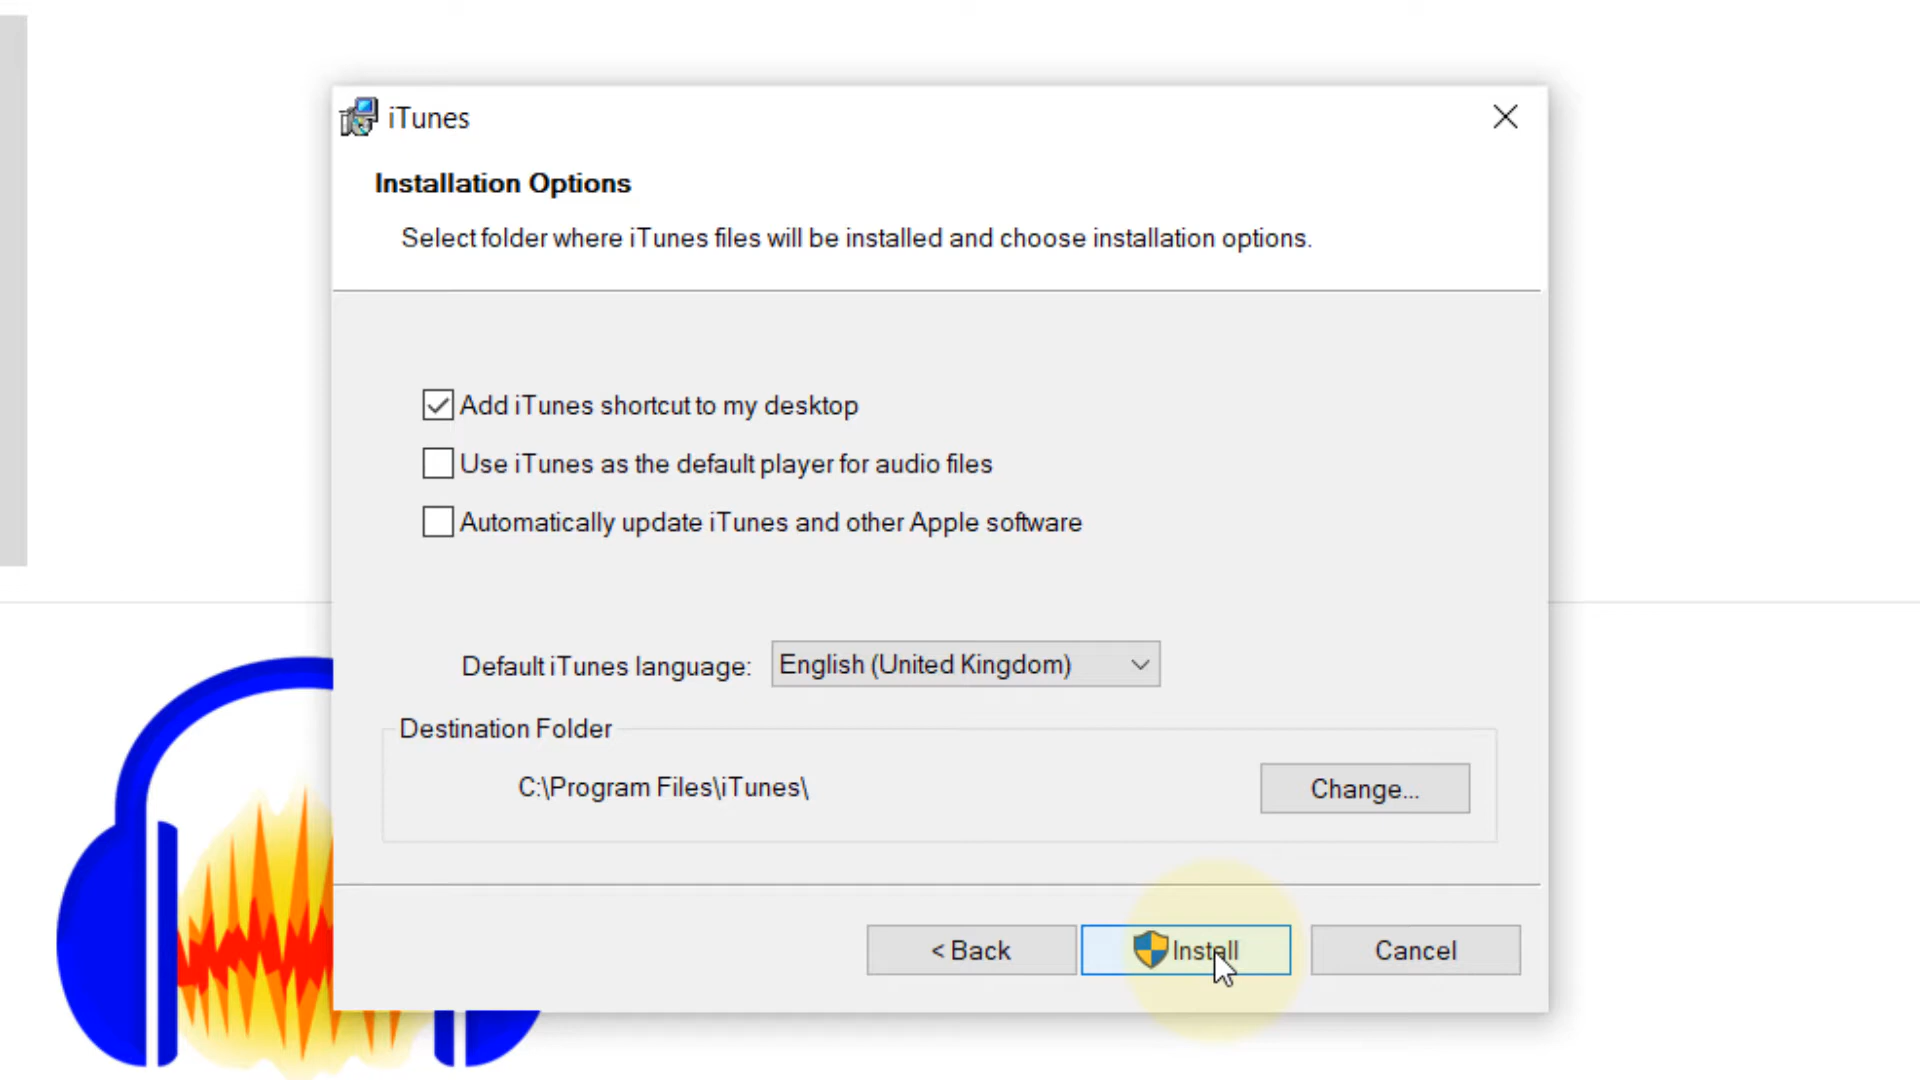 iTunes
Installation Options
Select folder where iTunes files will be installed and choose installation options.
Add iTunes shortcut to my desktop
Use iTunes as the default player for audio files
Automatically update iTunes and other Apple software
Default iTunes language: English (United Kingdom)
Destination Folder
C:\Program Files\iTunes\ Change...
< Back Install Cancel